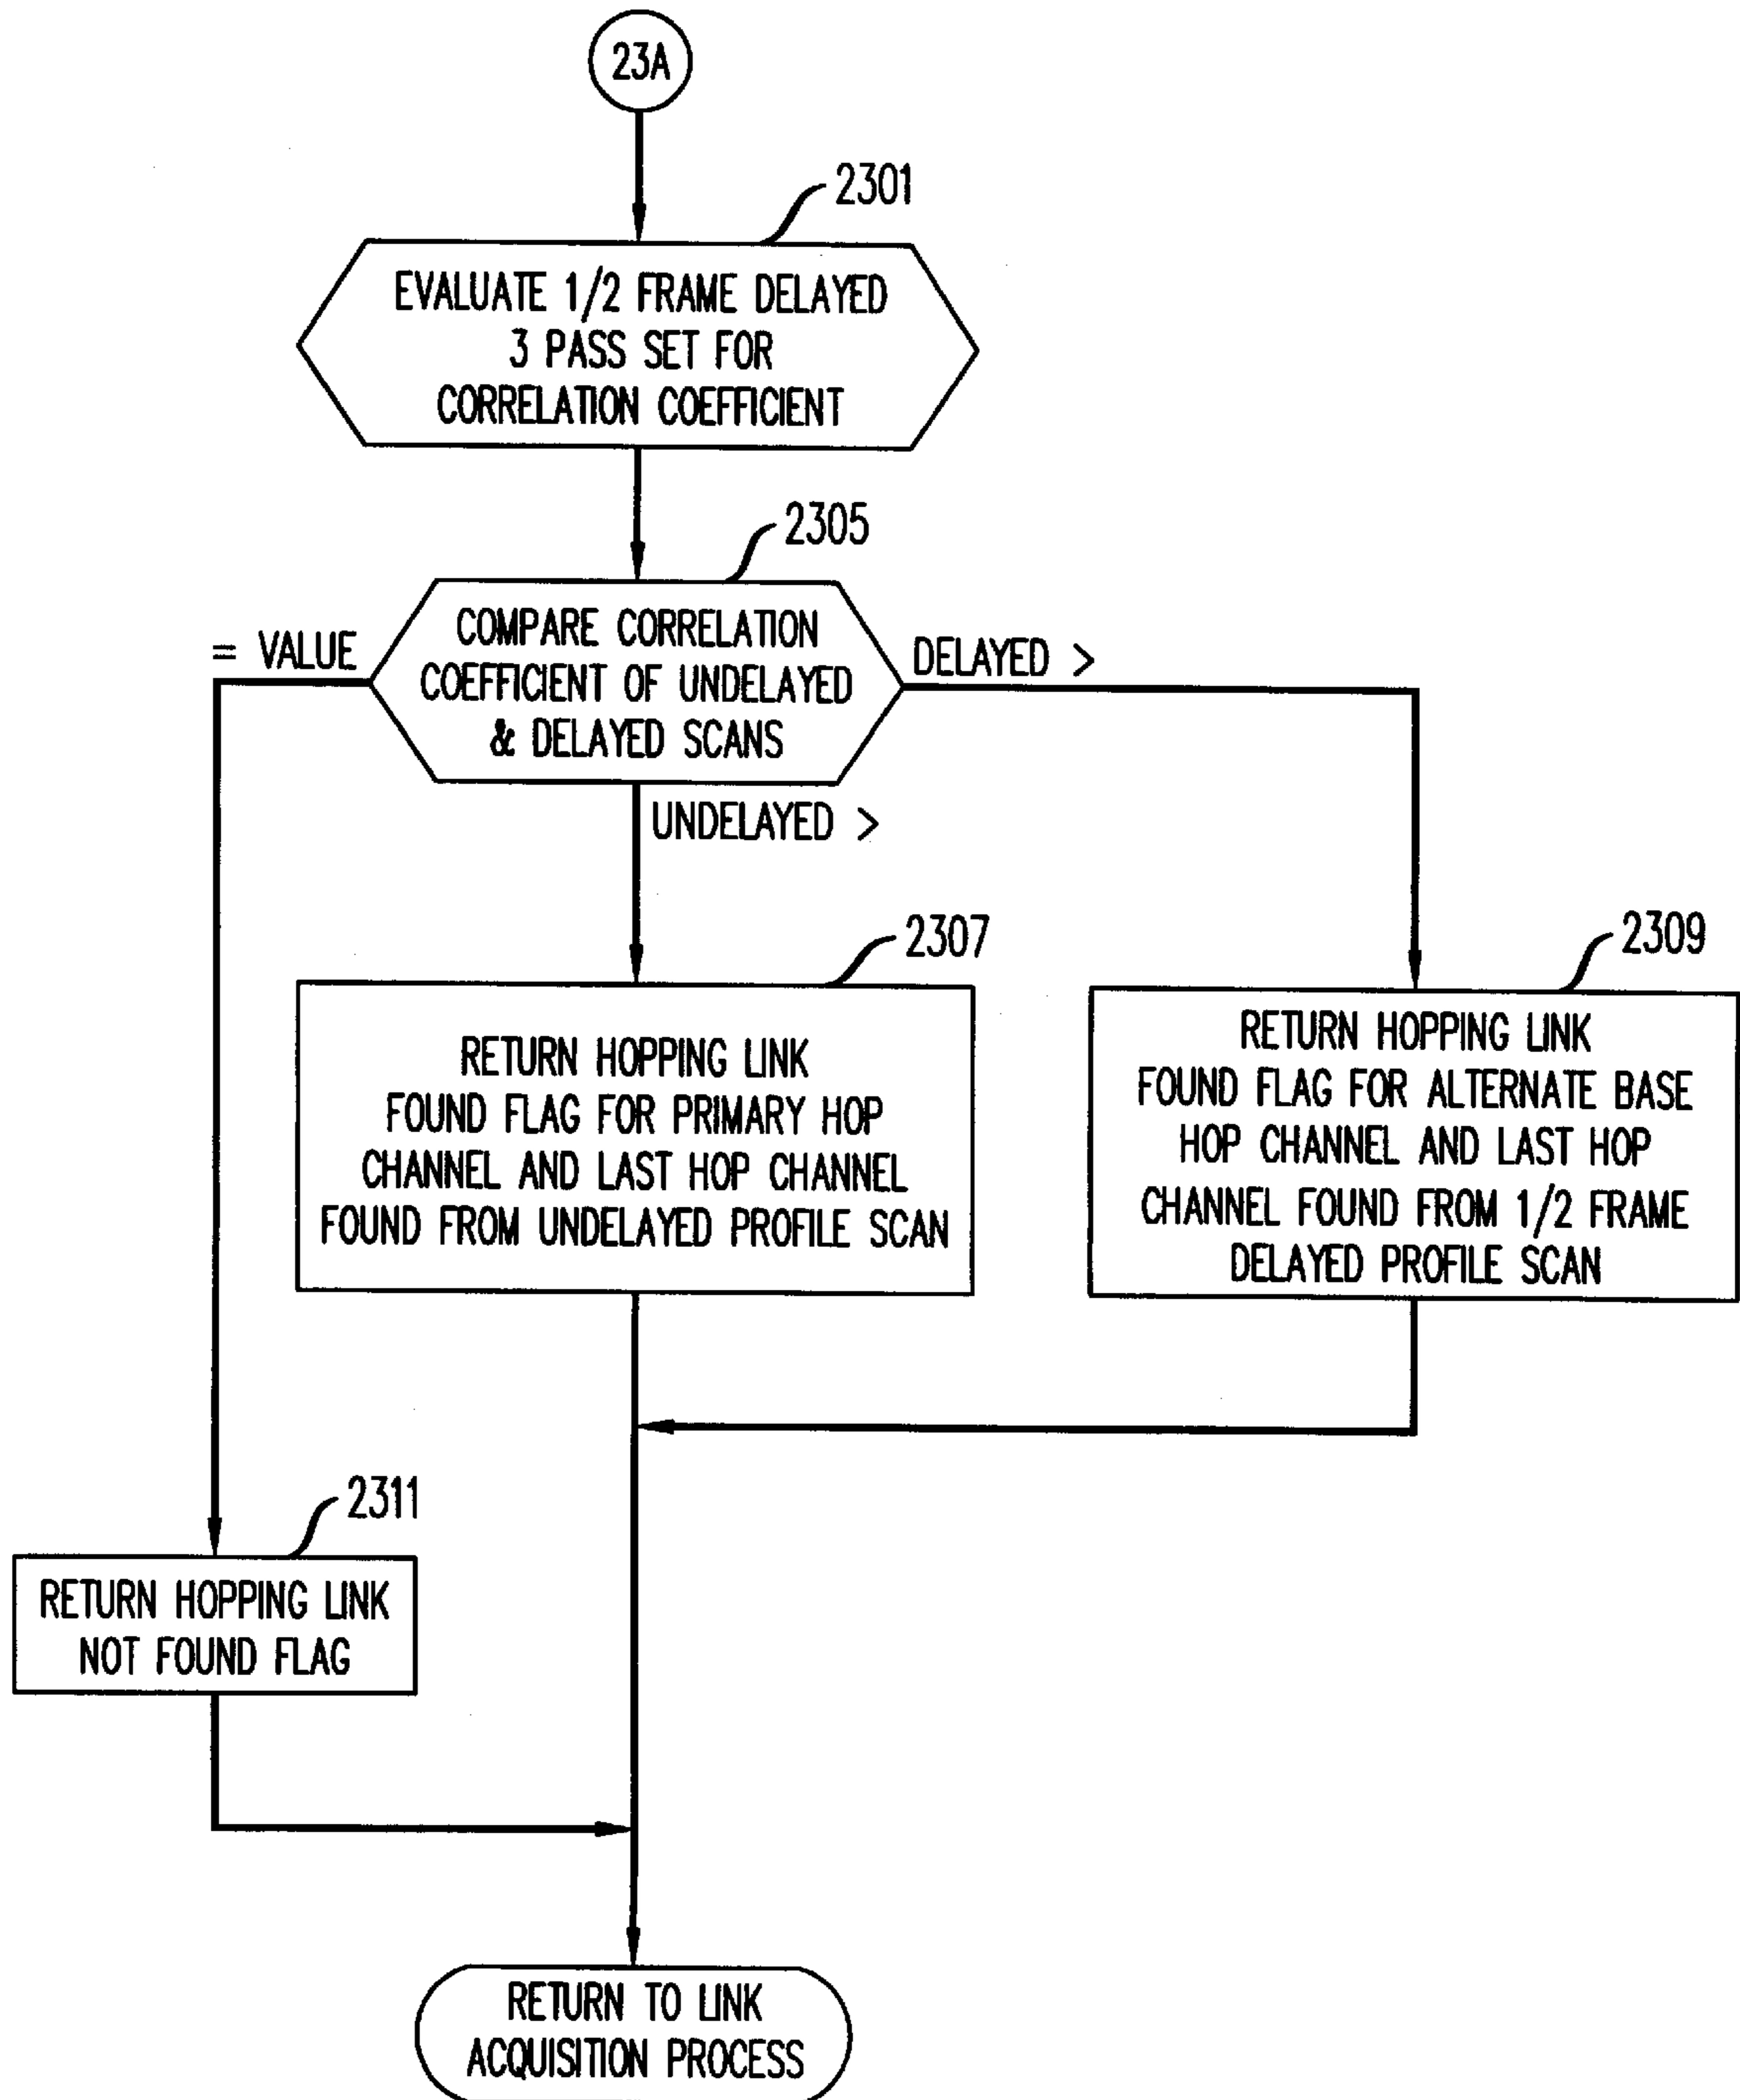 23A
2301
EVALUATE 1/2 FRAME DELAYED
3 PASS SET FOR
CORRELATION COEFFICIENT
2305
COMPARE CORRELATION
COEFFICIENT OF UNDELAYED
& DELAYED SCANS
= VALUE
DELAYED >
UNDELAYED >
2307
RETURN HOPPING LINK
FOUND FLAG FOR PRIMARY HOP
CHANNEL AND LAST HOP CHANNEL
FOUND FROM UNDELAYED PROFILE SCAN
2309
RETURN HOPPING LINK
FOUND FLAG FOR ALTERNATE BASE
HOP CHANNEL AND LAST HOP
CHANNEL FOUND FROM 1/2 FRAME
DELAYED PROFILE SCAN
2311
RETURN HOPPING LINK
NOT FOUND FLAG
RETURN TO LINK
ACQUISITION PROCESS